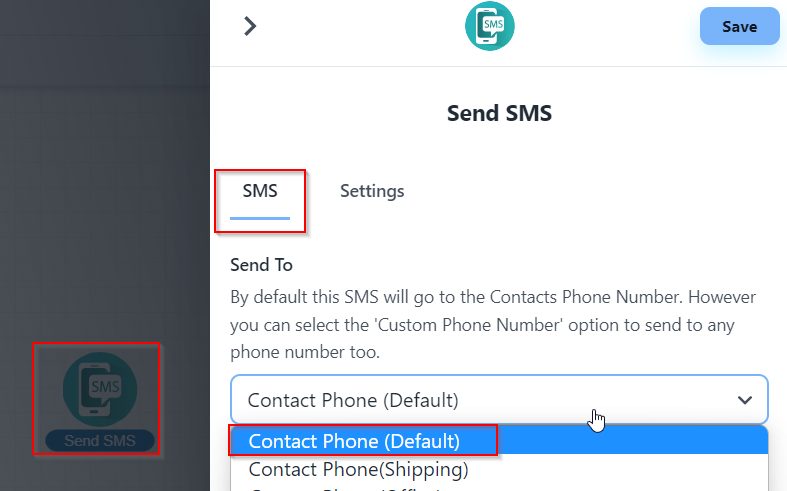 SMS
Save
Send SMS
SMS
Settings
Send To
By default this SMS will go to the Contacts Phone Number. However
you can select the 'Custom Phone Number' option to send to any
phone number too.
Contact Phone (Default)
Contact Phone (Default)
Contact Phone(Shipping)
SMS
Send SMS